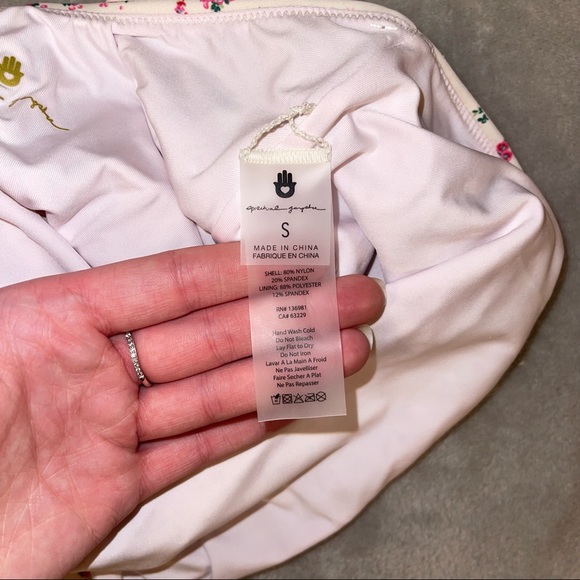 spiritual gangster
S
MADE IN CHINA
FABRIQUE EN CHINA
SHELL: 80% NYLON
20% SPANDEX
LINING: 88% POLYESTER
12% SPANDEX
RN# 136981
CA# 63229
Hand Wash Cold
Do Not Bleach
Lay Flat to Dry
Do Not Iron
Lavar A La Main A Froid
Ne Pas Javelliser
Faire Secher A Plat
Ne Pas Repasser